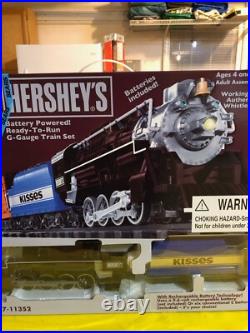 HERSHEY'S
Battery Powered!
Ready-To-Run
G-Gauge Train Set
Batteries
included!
Ages 4 and
Adult Assem
Working
Auther
Whistle
KISSES
WARN
CHOKING HAZARD-Sm
Not for children under
KISSES
7-11352
With Rechargeable Battery Technology!